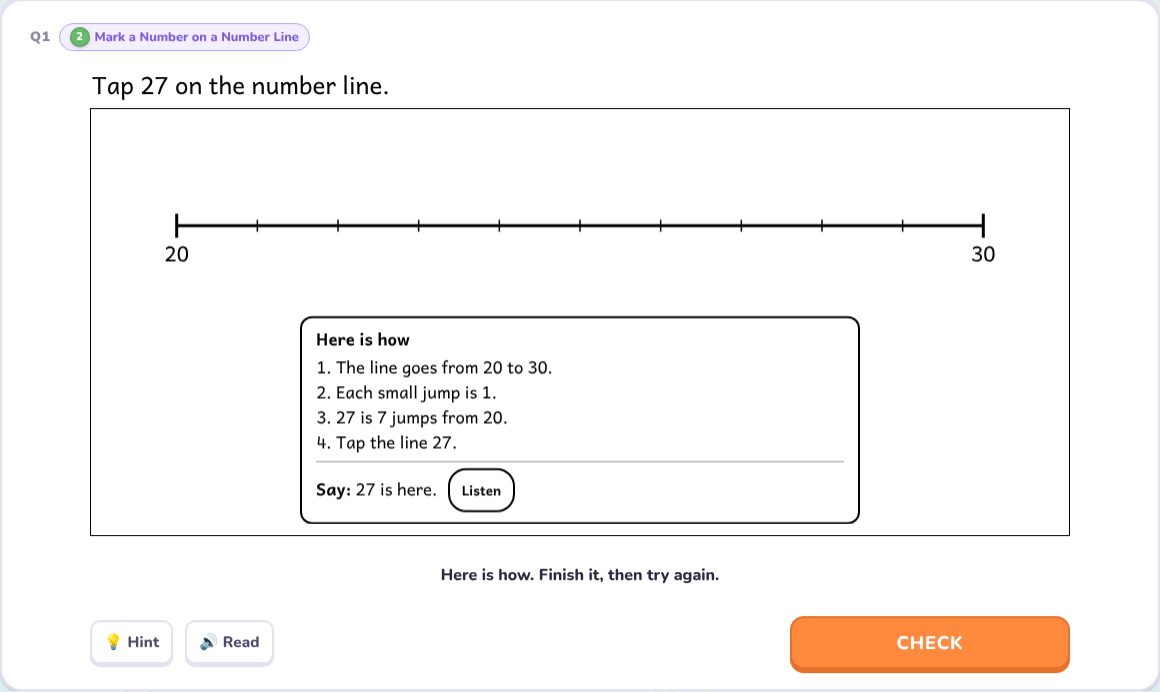 Q1
2 Mark a Number on a Number Line
Tap 27 on the number line.
20
30
Here is how
1. The line goes from 20 to 30.
2. Each small jump is 1.
3. 27 is 7 jumps from 20.
4. Tap the line 27.
Say: 27 is here. Listen
Here is how. Finish it, then try again.
Hint
Read
CHECK